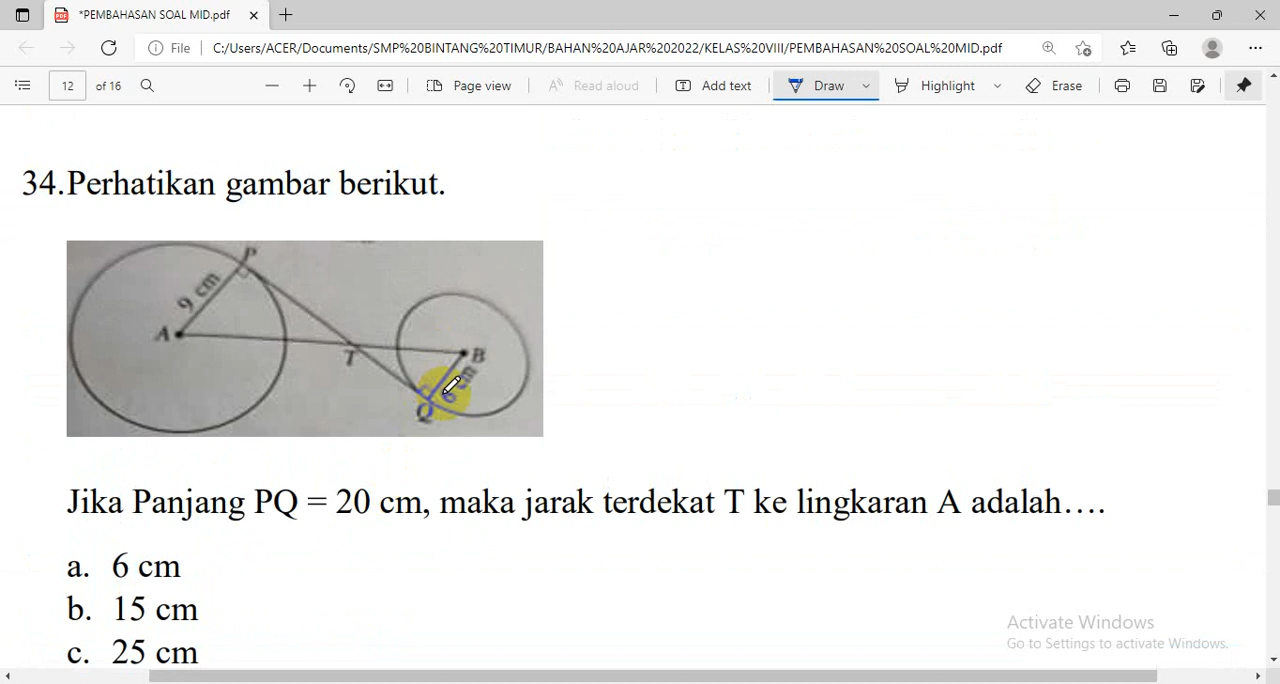 *PEMBAHASAN SOAL MID.pdf
File C:/Users/ACER/Documents/SMP%20BINTANG%20TIMUR/BAHAN%20AJAR%202022/KELAS%20VIII/PEMBAHASAN%20SOAL%20MID.pdf
12 of 16 Page view Read aloud Add text Draw Highlight Erase
34.Perhatikan gambar berikut.
P
9 cm
A
T
B
6 cm
Q
Jika Panjang PQ = 20 cm, maka jarak terdekat T ke lingkaran A adalah….
a. 6 cm
b. 15 cm
c. 25 cm
Activate Windows
Go to Settings to activate Windows.